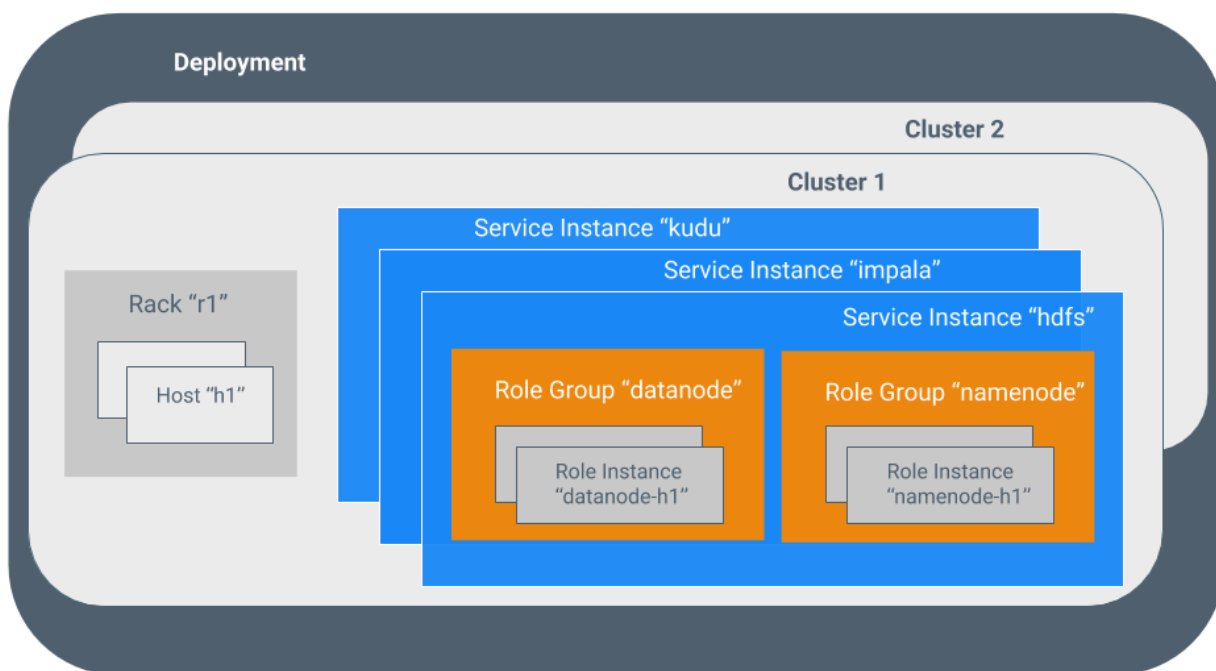 Deployment
Cluster 2
Cluster 1
Service Instance “kudu”
Service Instance “impala”
Service Instance “hdfs”
Rack “r1”
Host “h1”
Role Group “datanode”
Role Instance
“datanode-h1”
Role Group “namenode”
Role Instance
“namenode-h1”